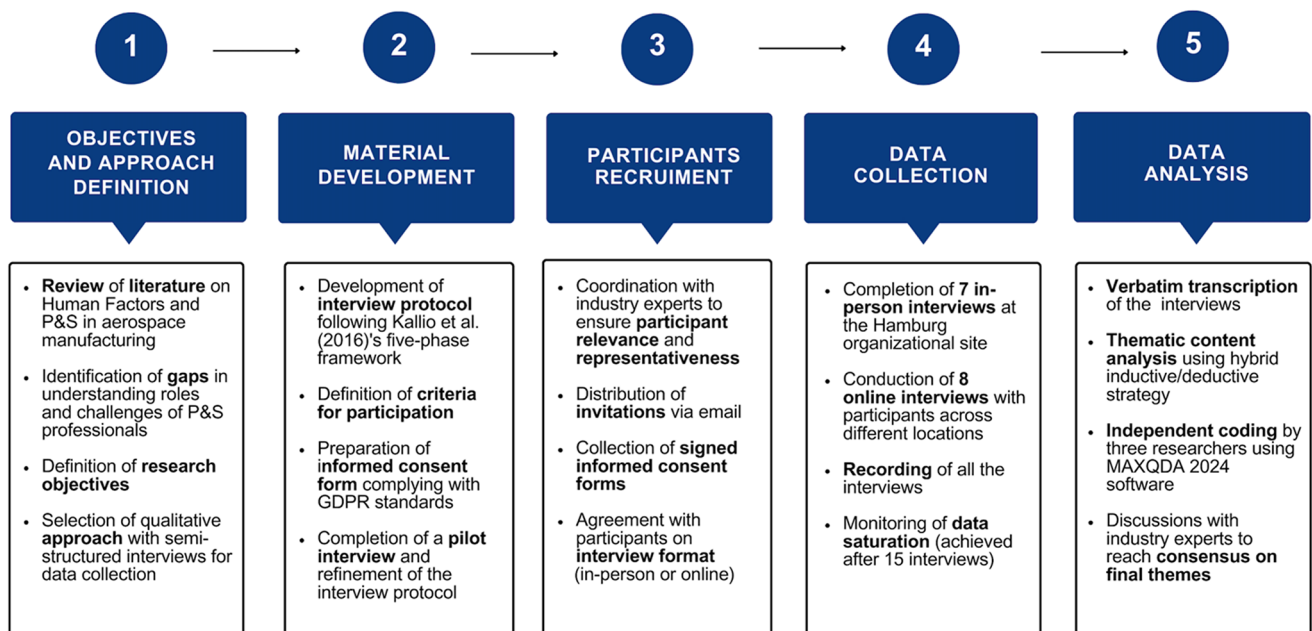 1
2
3
4
5
OBJECTIVES
AND APPROACH
DEFINITION
MATERIAL
DEVELOPMENT
PARTICIPANTS
RECRUITMENT
DATA
COLLECTION
DATA
ANALYSIS
• Review of literature on
Human Factors and
P&S in aerospace
manufacturing
• Identification of gaps in
understanding roles
and challenges of P&S
professionals
• Definition of research
objectives
• Selection of qualitative
approach with semi-
structured interviews for
data collection
• Development of
interview protocol
following Kallio et al.
(2016)'s five-phase
framework
• Definition of criteria
for participation
• Preparation of
informed consent
form complying with
GDPR standards
• Completion of a pilot
interview and
refinement of the
interview protocol
• Coordination with
industry experts to
ensure participant
relevance and
representativeness
• Distribution of
invitations via email
• Collection of signed
informed consent
forms
• Agreement with
participants on
interview format
(in-person or online)
• Completion of 7 in-
person interviews at
the Hamburg
organizational site
• Conduction of 8
online interviews with
participants across
different locations
• Recording of all the
interviews
• Monitoring of data
saturation (achieved
after 15 interviews)
• Verbatim transcription
of the interviews
• Thematic content
analysis using hybrid
inductive/deductive
strategy
• Independent coding by
three researchers using
MAXQDA 2024
software
• Discussions with
industry experts to
reach consensus on
final themes